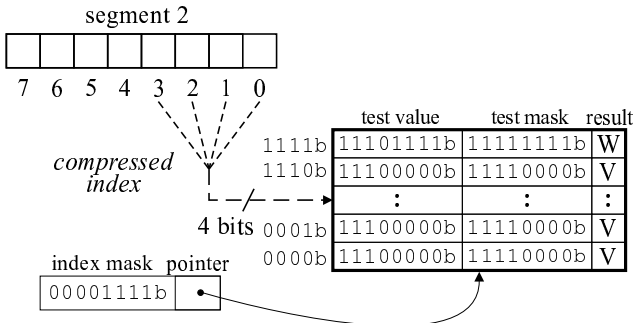 segment 2
7 6 5 4 3 2 1 0
compressed
index
4 bits
test value test mask result
1111b 11101111b 11111111b W
1110b 11100000b 11110000b V
: : :
0001b 11100000b 11110000b V
0000b 11100000b 11110000b V
index mask pointer
00001111b